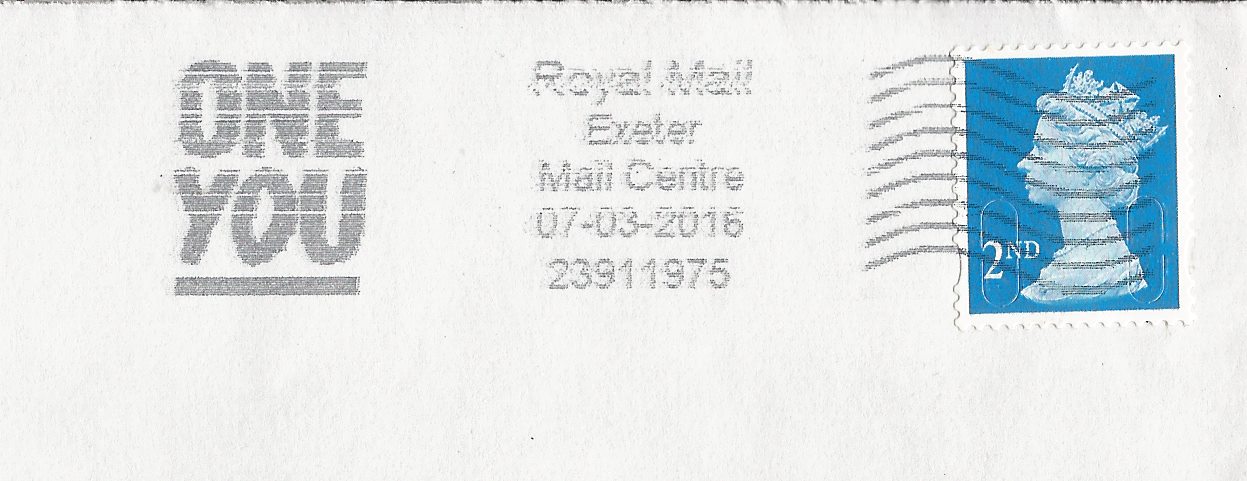 ONE
YOU
Royal Mail
Exeter
Mail Centre
07-03-2016
23911975
2ND